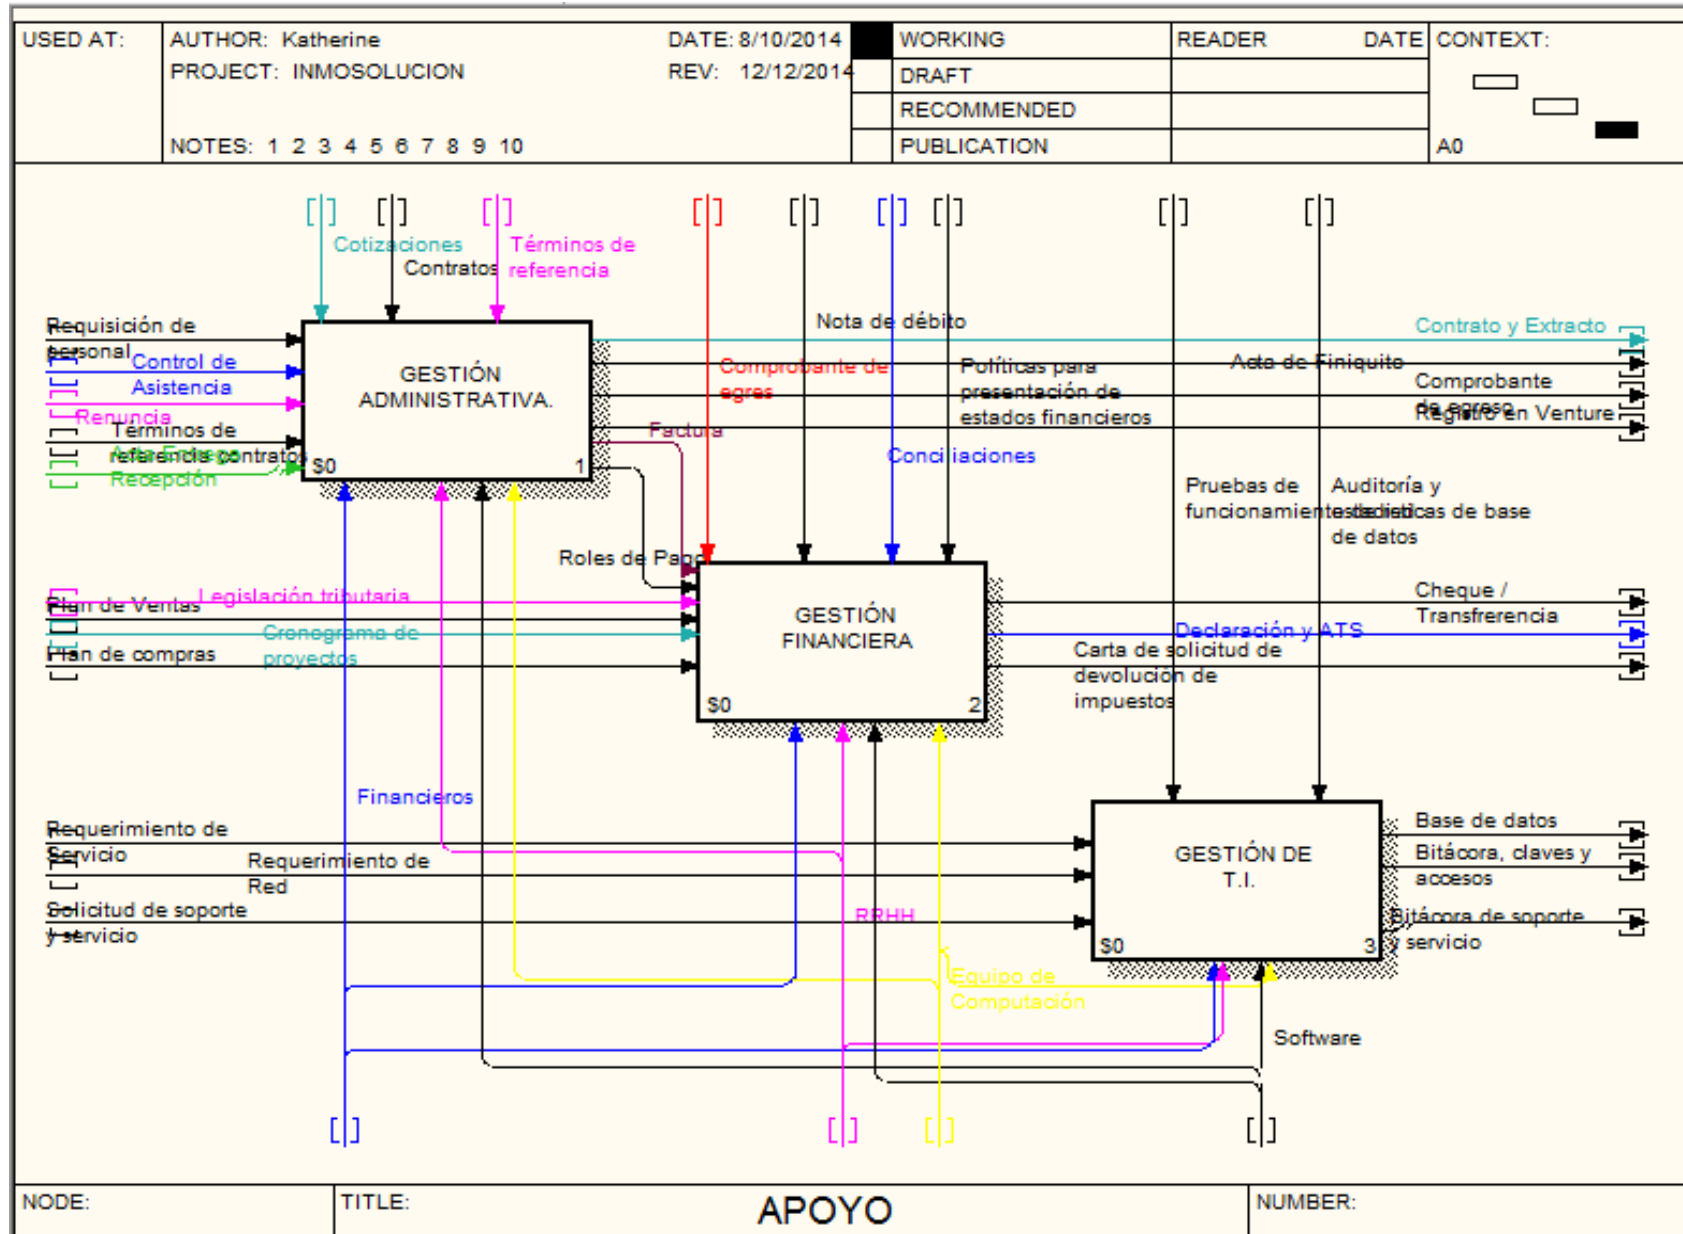 USED AT:
AUTHOR: Katherine
DATE: 8/10/2014
WORKING
READER
DATE
CONTEXT:
PROJECT: INMOSOLUCION
REV: 12/12/2014
DRAFT
RECOMMENDED
NOTES: 1 2 3 4 5 6 7 8 9 10
PUBLICATION
A0
Cotizaciones
Contratos
Términos de
referencia
Requisición de
personal
Control de
Asistencia
Renuncia
Términos de
referencia contratos
Acta Entrega
Recepción
GESTIÓN
ADMINISTRATIVA.
$0
1
Nota de débito
Contrato y Extracto
Acta de Finiquito
Comprobante
de egreso
Registro en Venture
Comprobante de
egres
Políticas para
presentación de
estados financieros
Factura
Conciliaciones
Pruebas de
funcionamiento
Auditoría y
estadísticas de base
de datos
Roles de Pago
Legislación tributaria
Plan de Ventas
Cronograma de
proyectos
Plan de compras
GESTIÓN
FINANCIERA
$0
2
Cheque /
Transfrerencia
Declaración y ATS
Carta de solicitud de
devolución de
impuestos
Financieros
Requerimiento de
Servicio
Requerimiento de
Red
Solicitud de soporte
y servicio
RRHH
GESTIÓN DE
T.I.
$0
3
Base de datos
Bitácora, claves y
accesos
Bitácora de soporte
y servicio
Equipo de
Computación
Software
NODE:
TITLE:
APOYO
NUMBER: